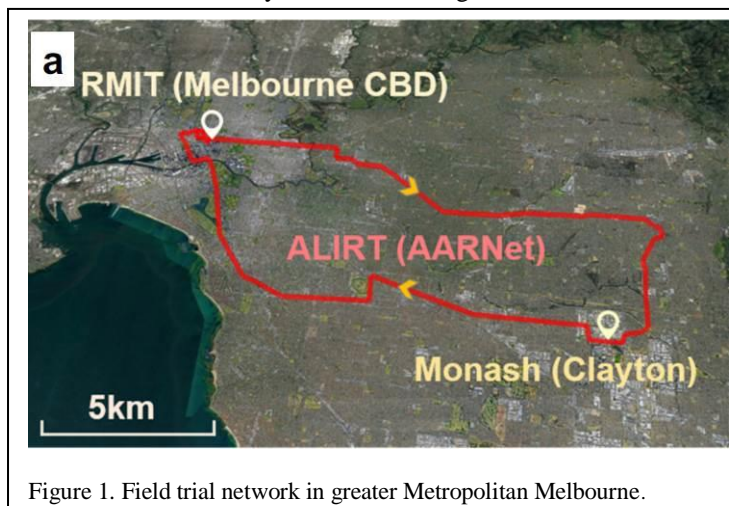 a
RMIT (Melbourne CBD)
ALIRT (AARNet)
Monash (Clayton)
5km
Figure 1. Field trial network in greater Metropolitan Melbourne.